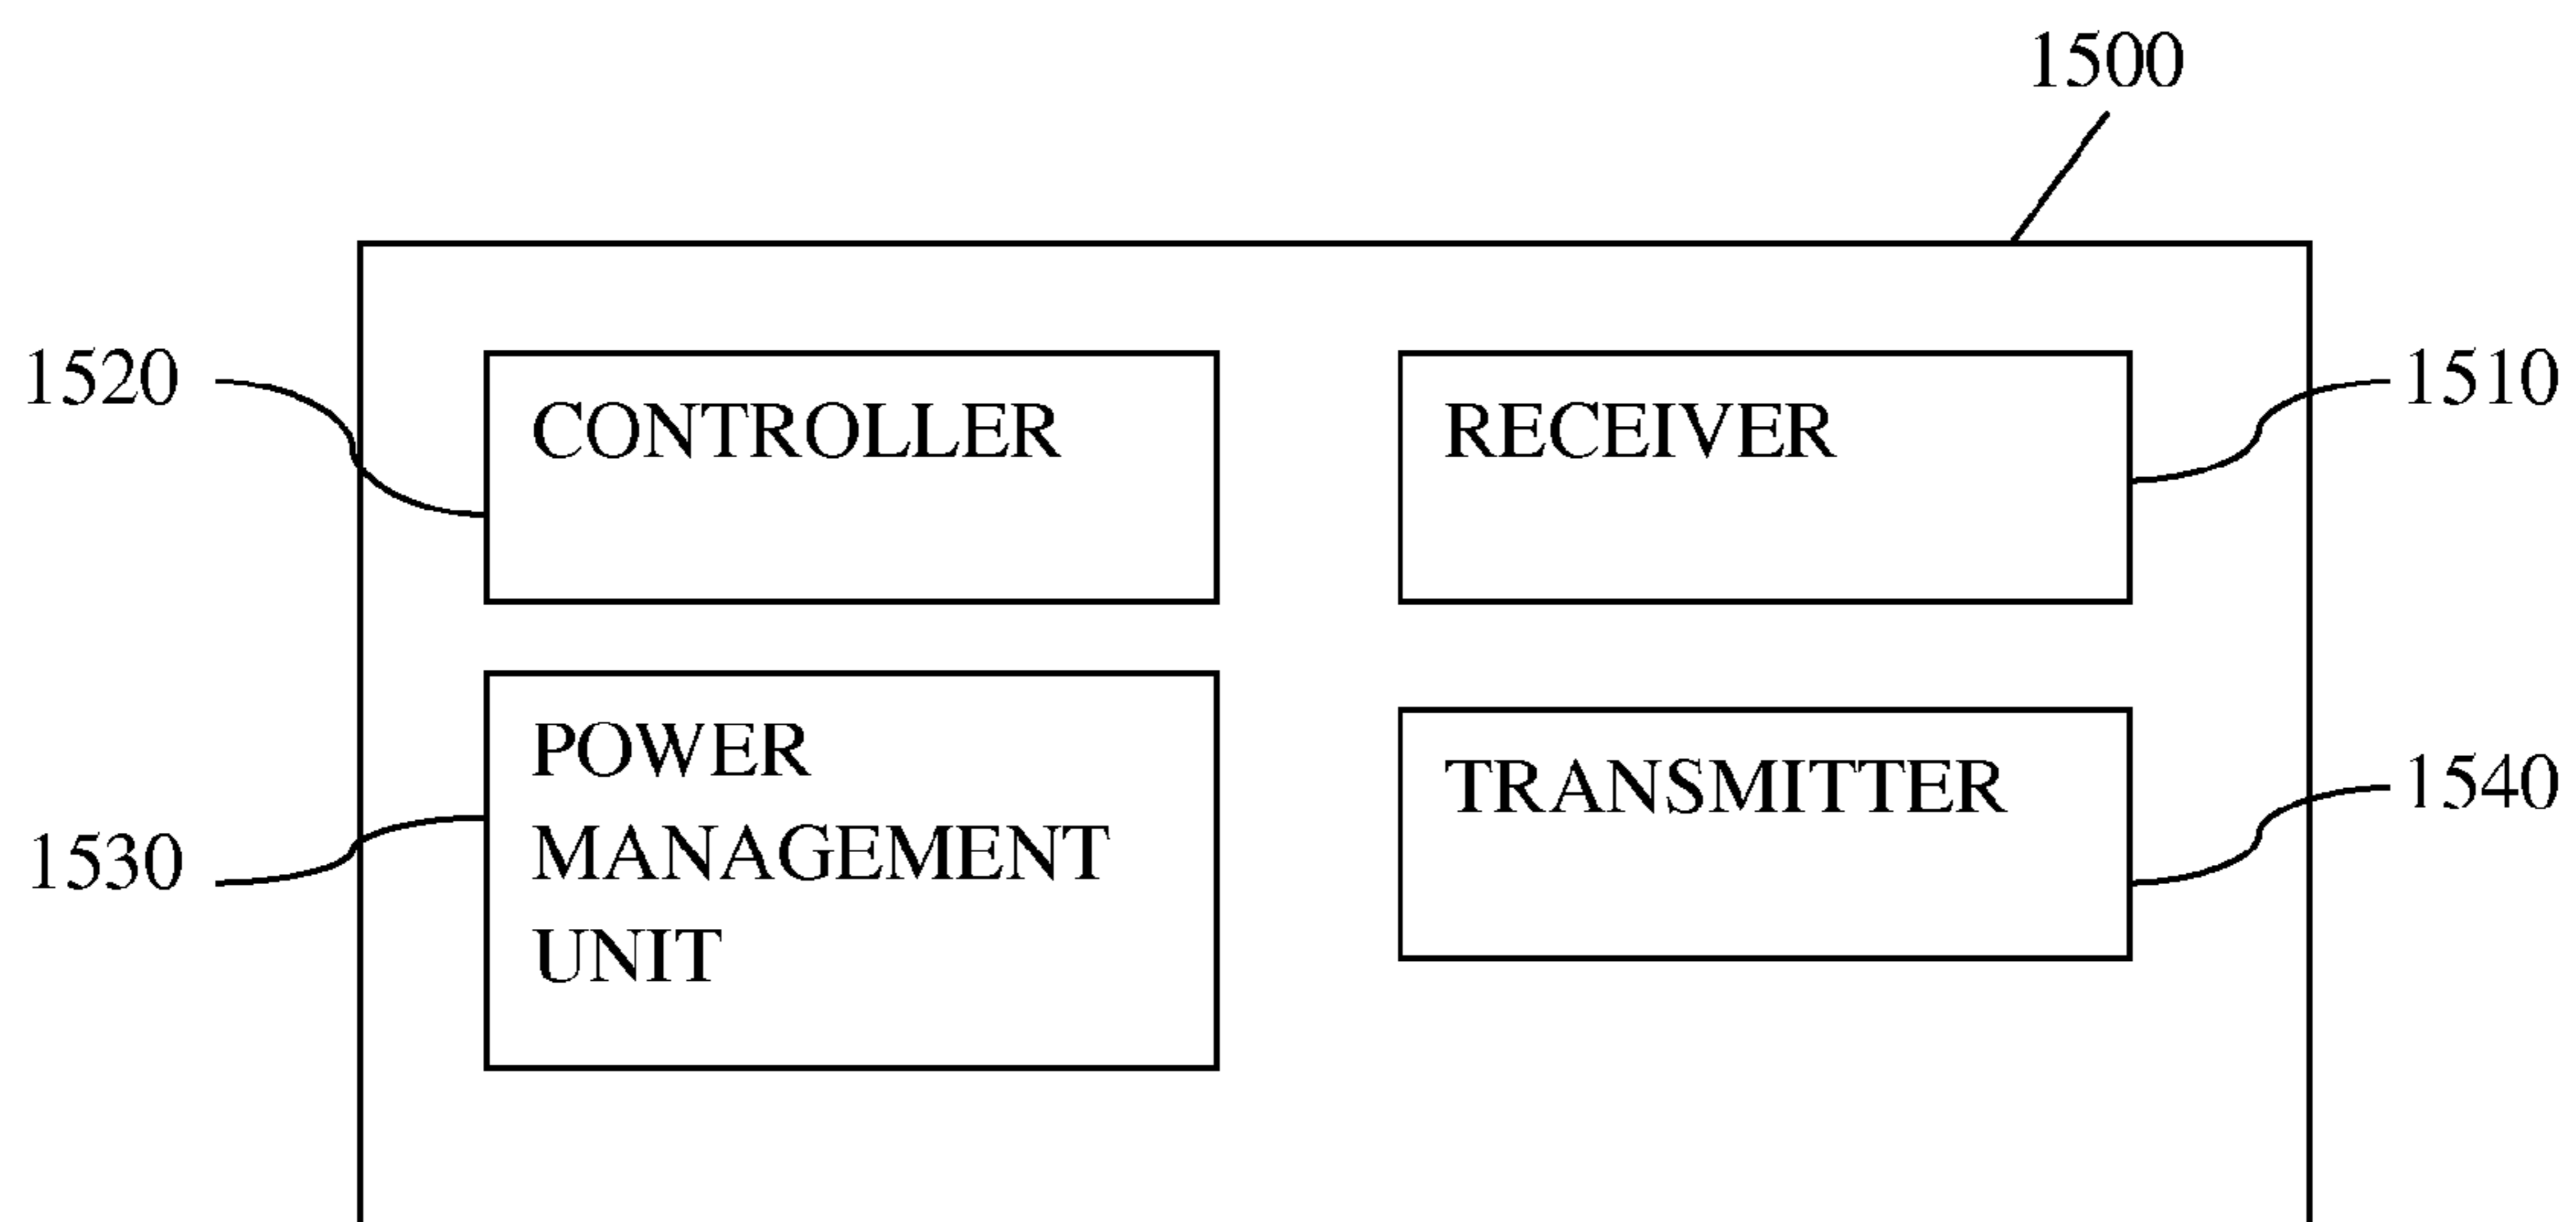 1500
1520
CONTROLLER
RECEIVER
1510
POWER
MANAGEMENT
UNIT
1530
TRANSMITTER
1540